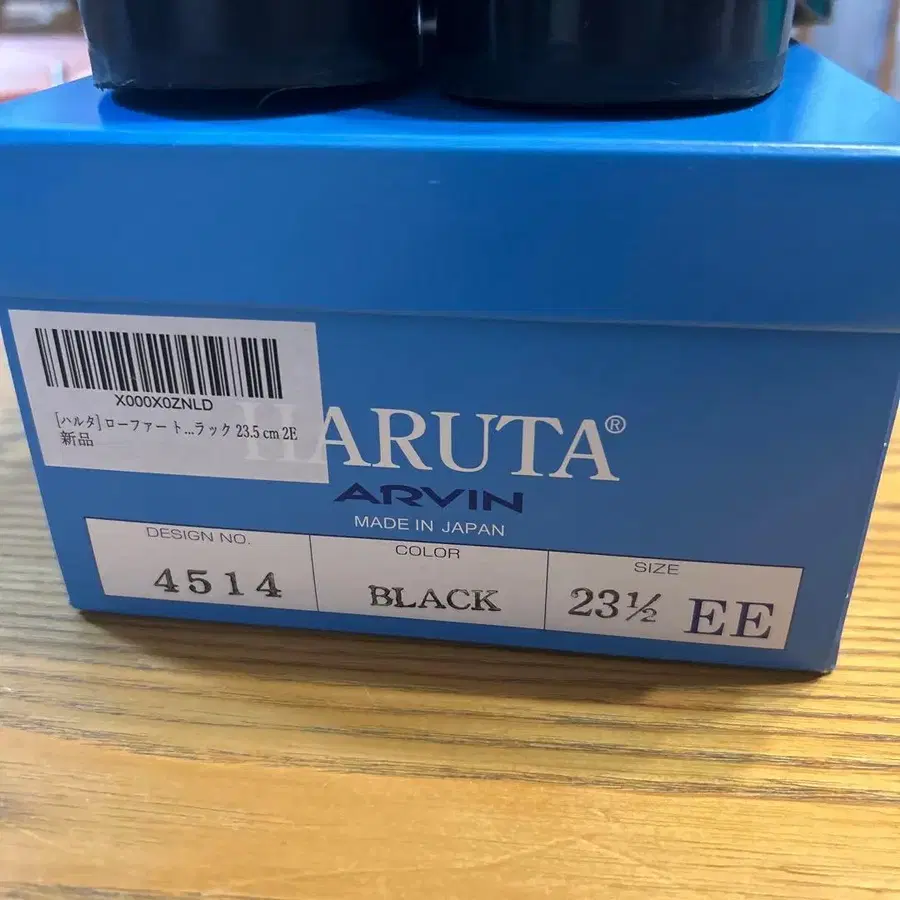 X000X0ZNLD
[ハルタ] ローファー ト...ラック 23.5 cm 2E
新品
HARUTA®
ARVIN
MADE IN JAPAN
DESIGN NO. COLOR SIZE
4514 BLACK 23½ EE